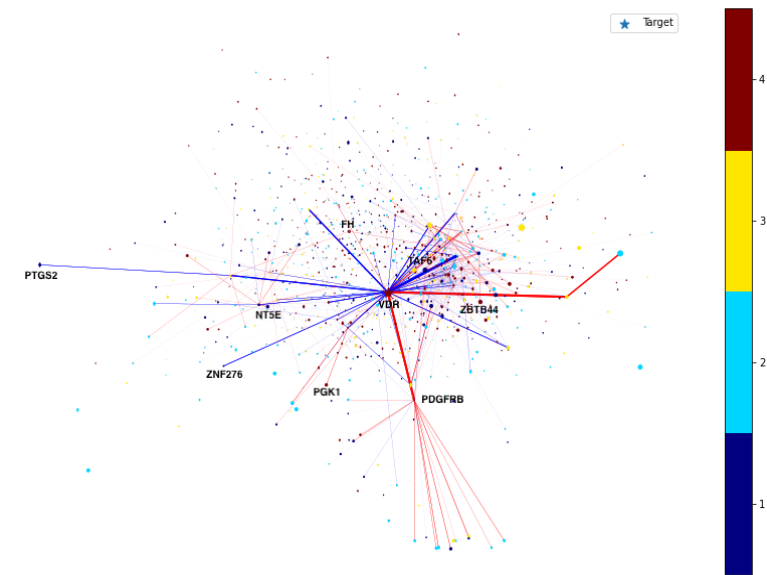 Target
4
FH
TAF6
3
PTGS2
VDR
ZBTB44
NT5E
2
ZNF276
PGK1
PDGFRB
1